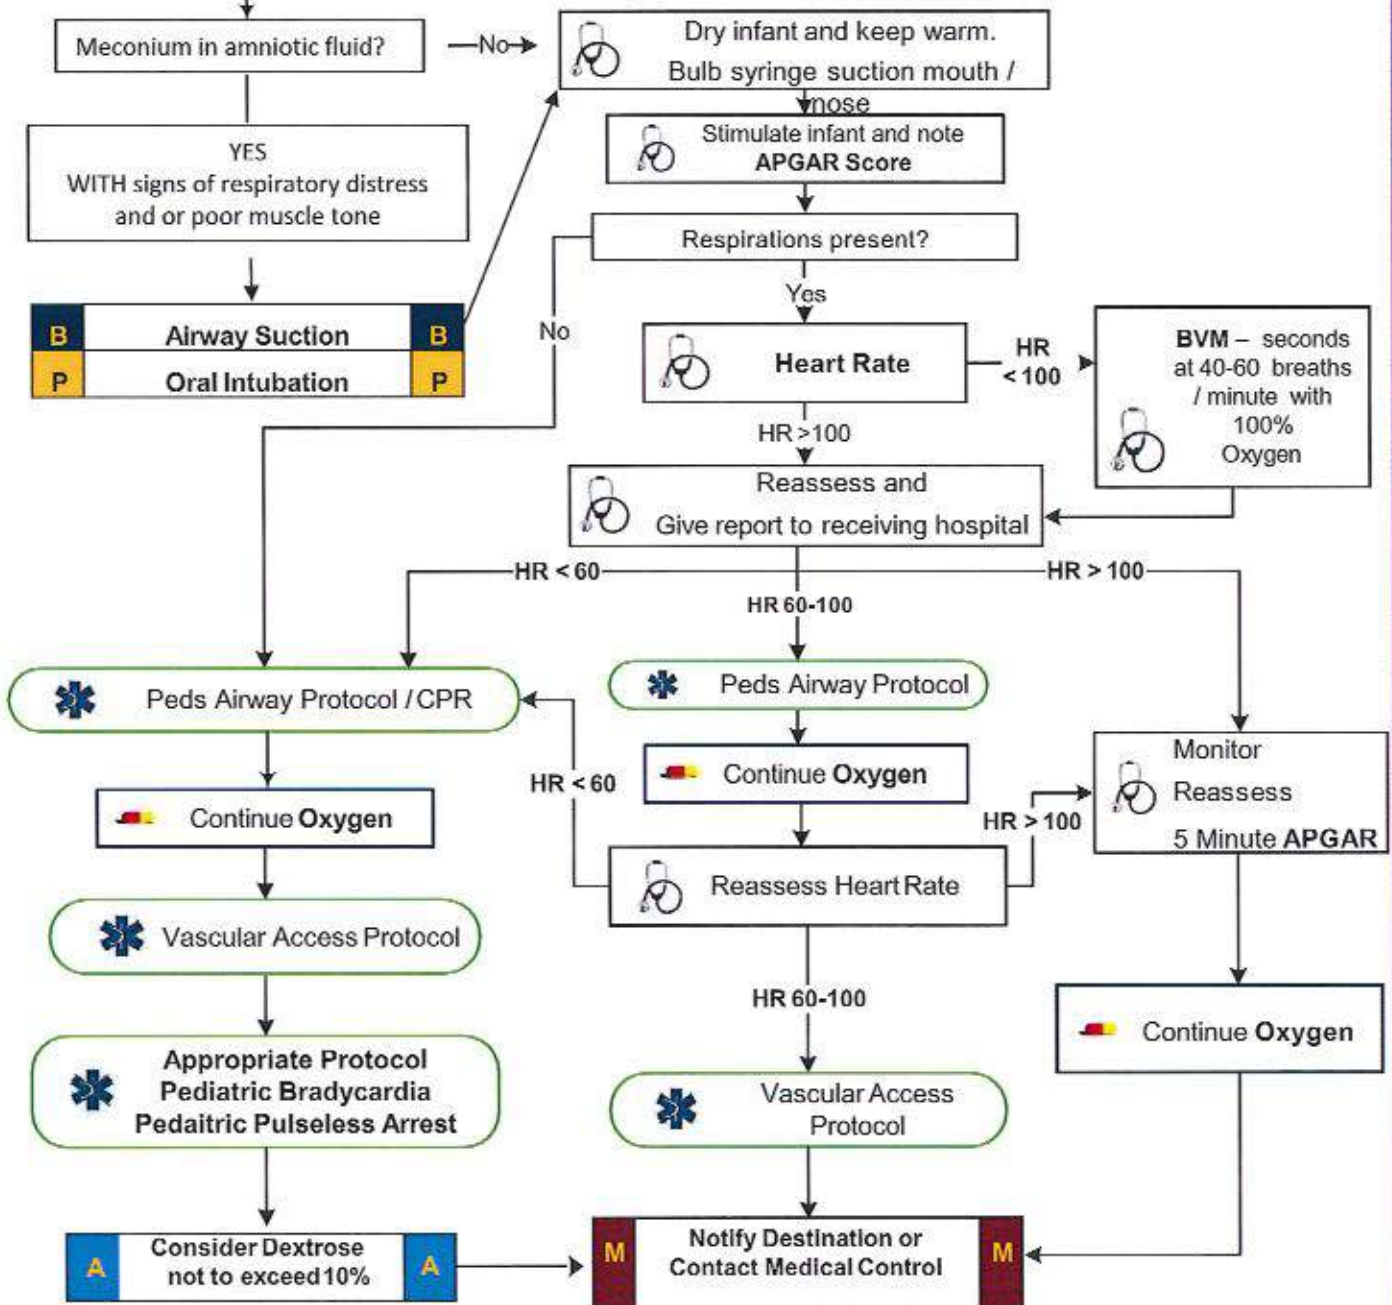 Meconium in amniotic fluid?
No
Dry infant and keep warm.
Bulb syringe suction mouth /
nose
YES
WITH signs of respiratory distress
and or poor muscle tone
Stimulate infant and note
APGAR Score
Respirations present?
Yes
No
B Airway Suction B
P Oral Intubation P
Heart Rate
HR
< 100
BVM – seconds
at 40-60 breaths
/ minute with
100%
Oxygen
HR >100
Reassess and
Give report to receiving hospital
HR < 60
HR 60-100
HR > 100
Peds Airway Protocol / CPR
Peds Airway Protocol
Continue Oxygen
HR < 60
Continue Oxygen
HR > 100
Monitor
Reassess
5 Minute APGAR
Reassess Heart Rate
Vascular Access Protocol
HR 60-100
Continue Oxygen
Appropriate Protocol
Pediatric Bradycardia
Pedaitric Pulseless Arrest
Vascular Access
Protocol
A Consider Dextrose A
not to exceed 10%
M Notify Destination or M
Contact Medical Control